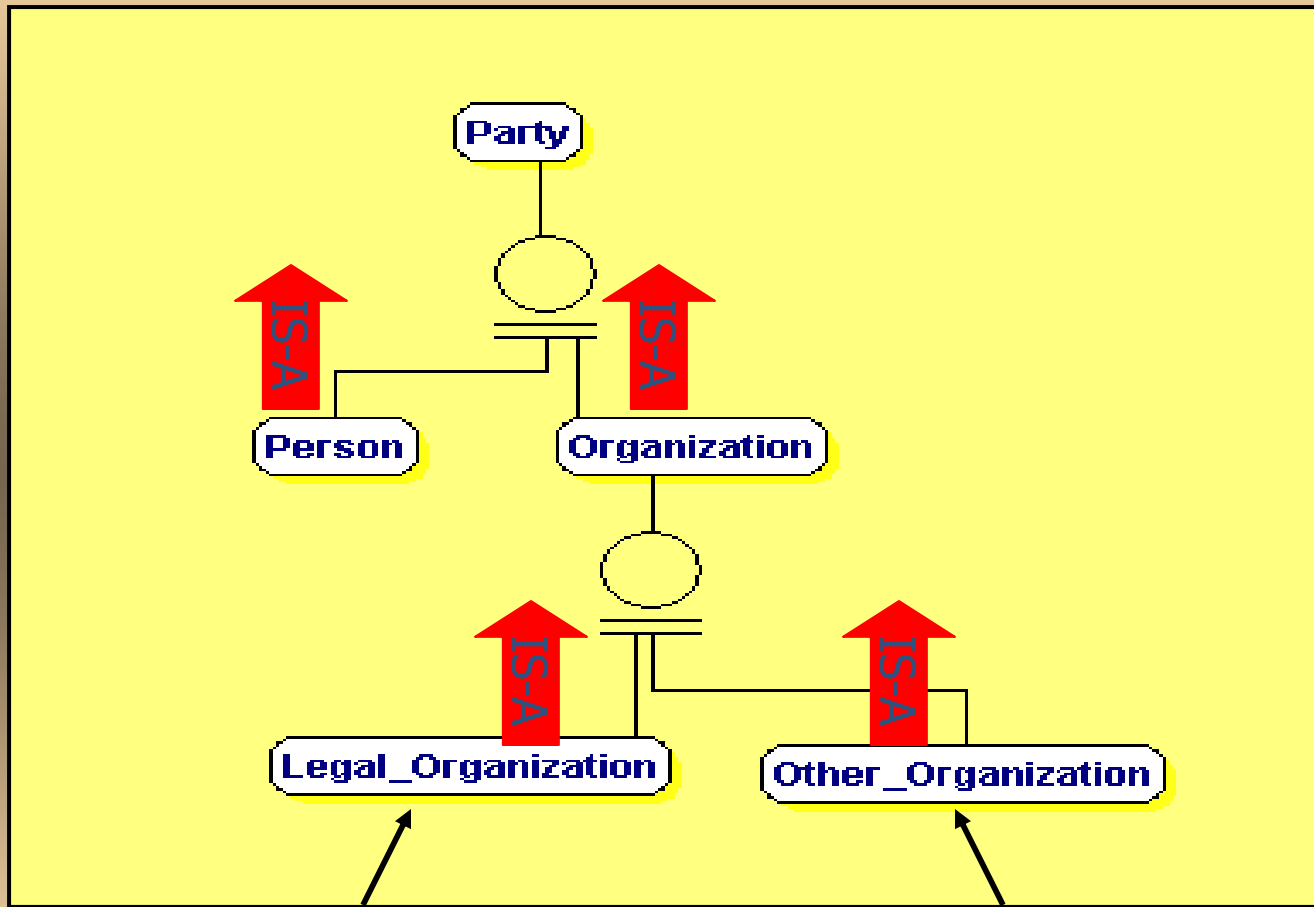 Party
IS-A
IS-A
Person
Organization
IS-A
IS-A
Legal_Organization
Other_Organization